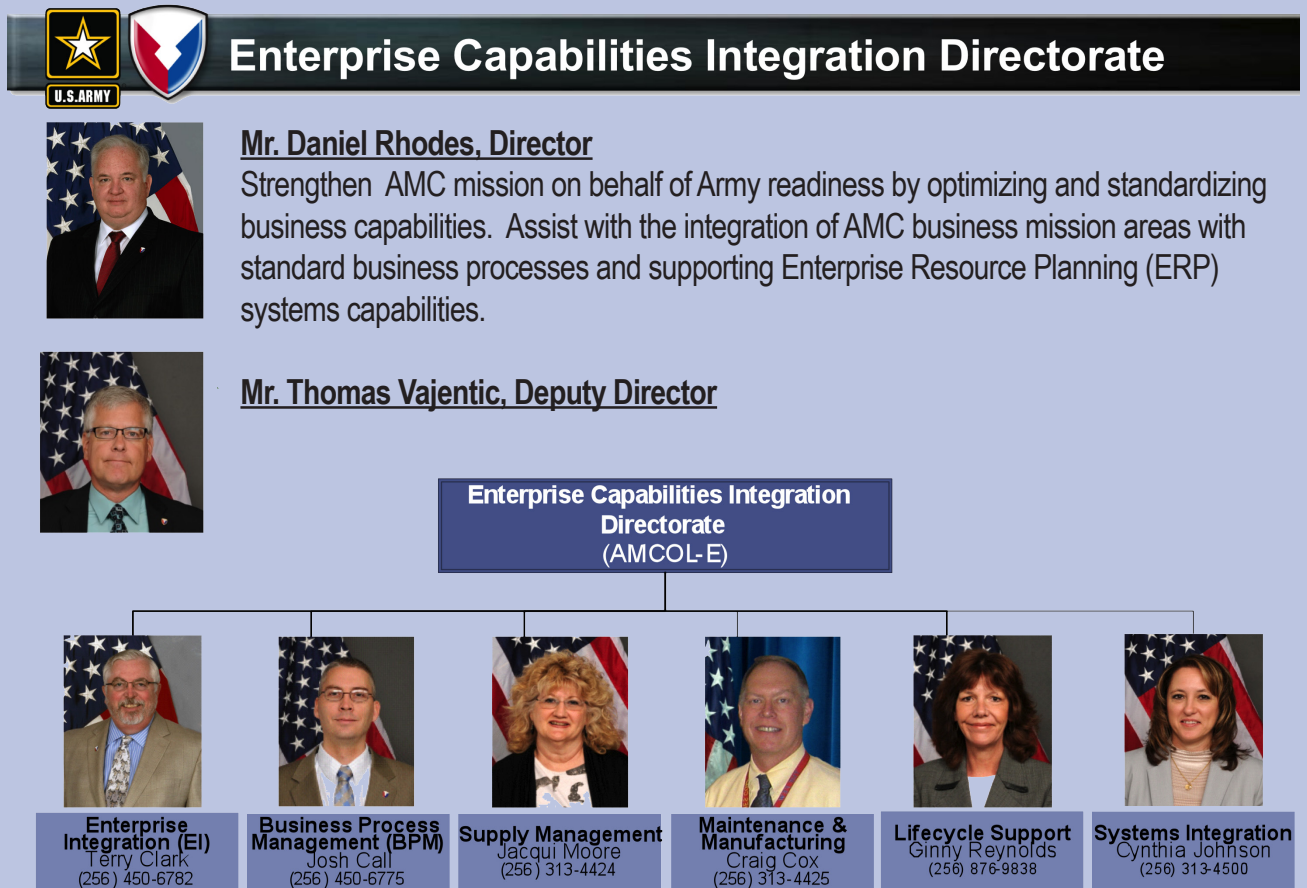 U.S.ARMY
Enterprise Capabilities Integration Directorate
Mr. Daniel Rhodes, Director
Strengthen AMC mission on behalf of Army readiness by optimizing and standardizing
business capabilities. Assist with the integration of AMC business mission areas with
standard business processes and supporting Enterprise Resource Planning (ERP)
systems capabilities.
Mr. Thomas Vajentic, Deputy Director
Enterprise Capabilities Integration
Directorate
(AMCOL-E)
Enterprise
Integration (EI)
Terry Clark
(256) 450-6782
Business Process
Management (BPM)
Josh Call
(256) 450-6775
Supply Management
Jacqui Moore
(256) 313-4424
Maintenance &
Manufacturing
Craig Cox
(256) 313-4425
Lifecycle Support
Ginny Reynolds
(256) 876-9838
Systems Integration
Cynthia Johnson
(256) 313-4500